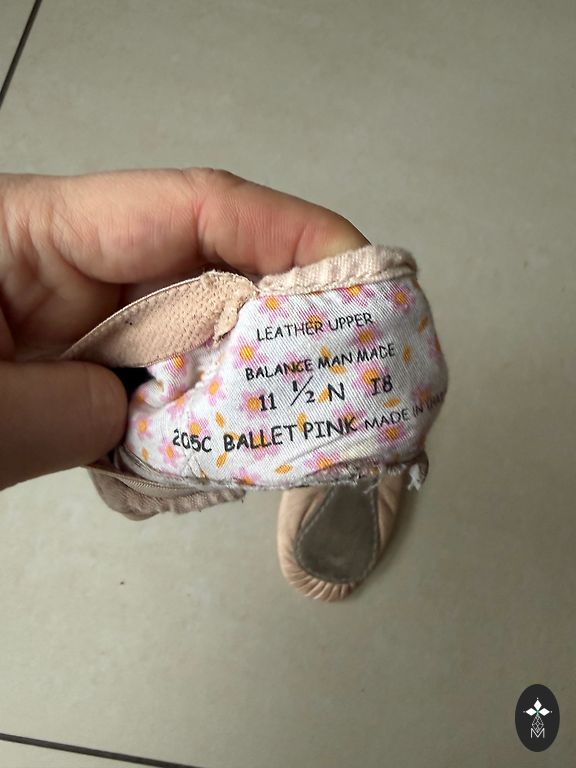 LEATHER UPPER
BALANCE MAN MADE
11 ½ N I8
205C BALLET PINK MADE IN